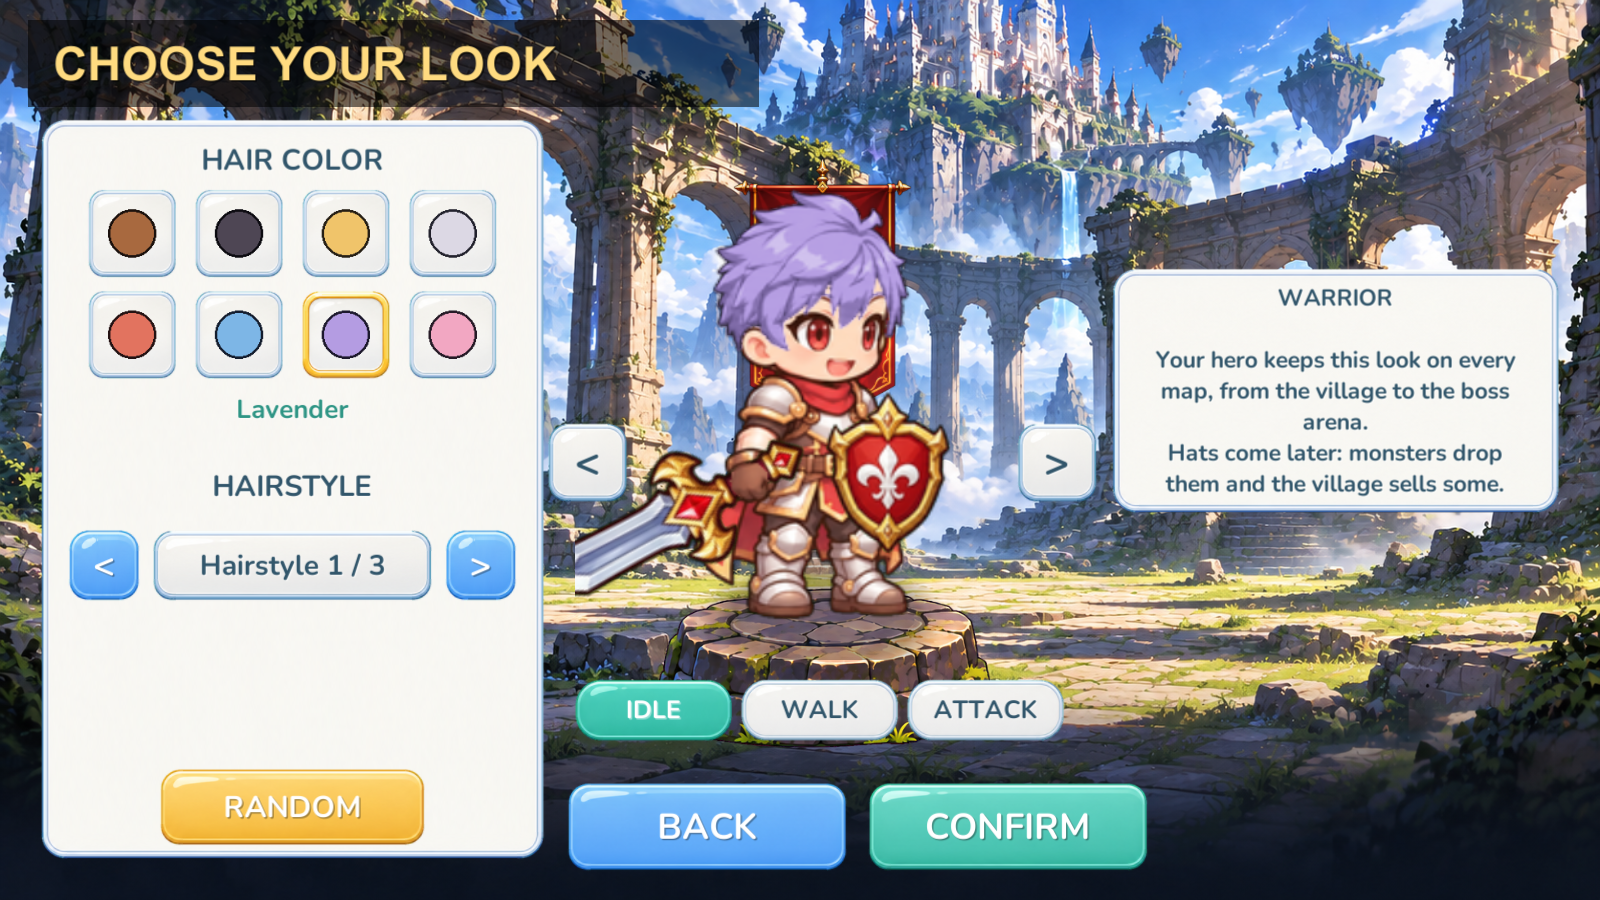 CHOOSE YOUR LOOK
HAIR COLOR
Lavender
HAIRSTYLE
<
Hairstyle 1 / 3
>
RANDOM
<
>
IDLE
WALK
ATTACK
BACK
CONFIRM
WARRIOR
Your hero keeps this look on every
map, from the village to the boss
arena.
Hats come later: monsters drop
them and the village sells some.